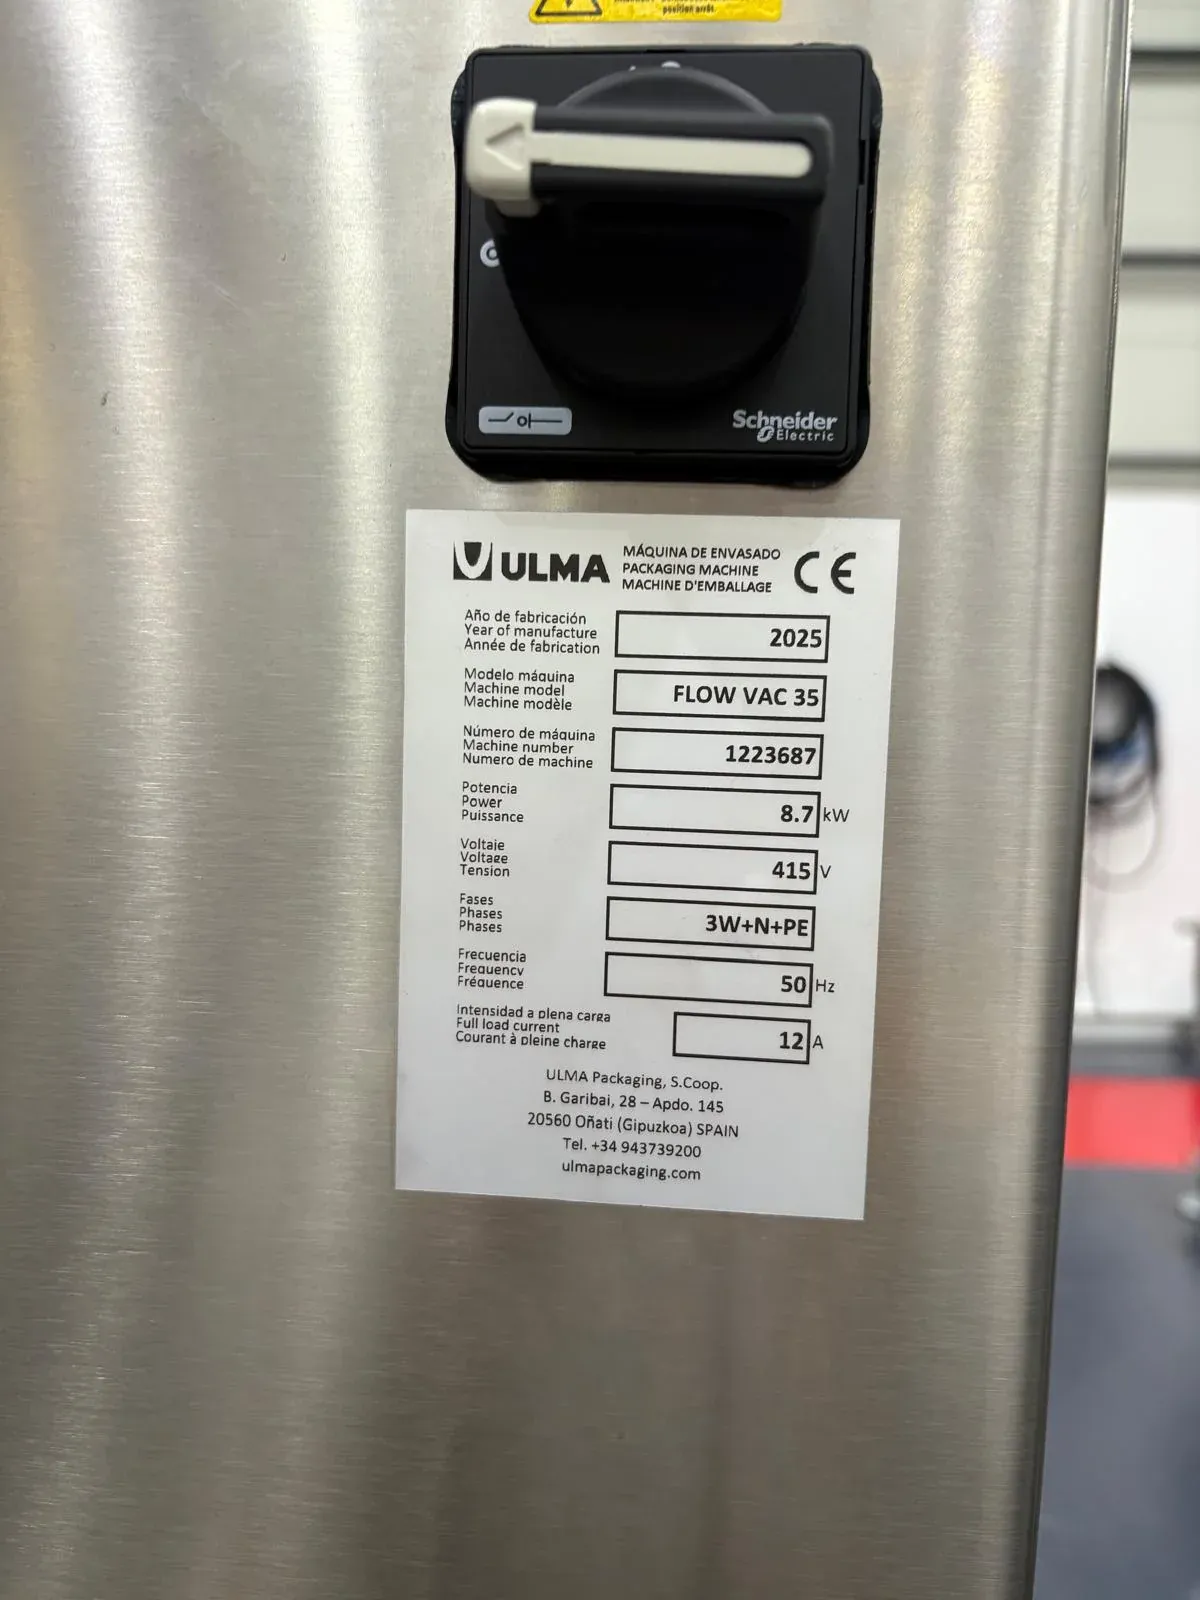 position arrêt.
Schneider
Electric
ULMA
MÁQUINA DE ENVASADO
PACKAGING MACHINE
MACHINE D'EMBALLAGE
CE
Año de fabricación
Year of manufacture
Année de fabrication
2025
Modelo máquina
Machine model
Machine modèle
FLOW VAC 35
Número de máquina
Machine number
Numero de machine
1223687
Potencia
Power
Puissance
8.7 kW
Voltaje
Voltage
Tension
415 V
Fases
Phases
Phases
3W+N+PE
Frecuencia
Frequency
Fréquence
50 Hz
Intensidad a plena carga
Full load current
Courant à pleine charge
12 A
ULMA Packaging, S.Coop.
B. Garibai, 28 – Apdo. 145
20560 Oñati (Gipuzkoa) SPAIN
Tel. +34 943739200
ulmapackaging.com